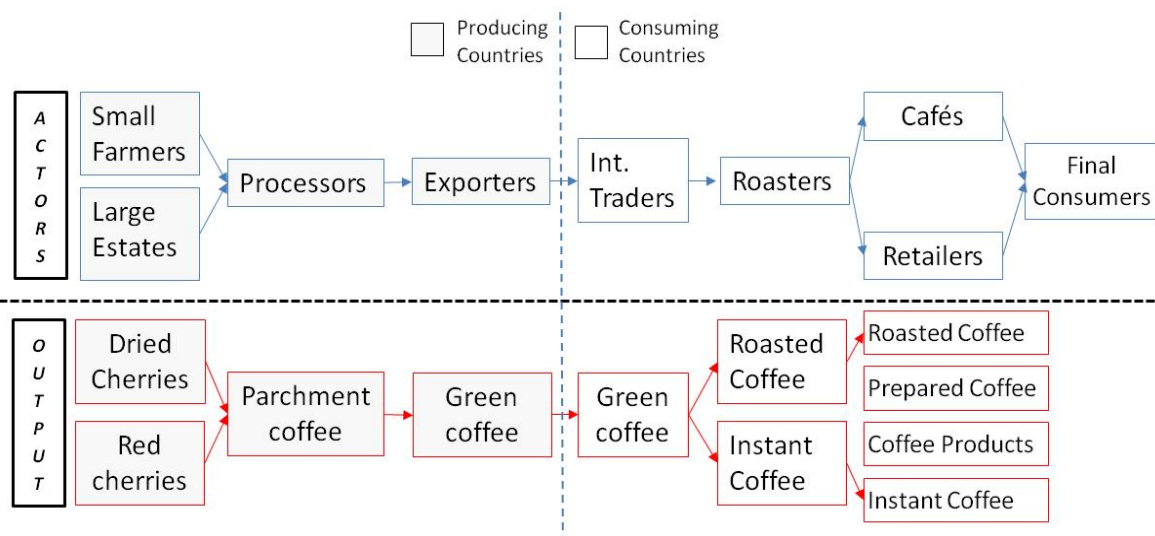 Producing
Countries
Consuming
Countries
ACTORS
Small
Farmers
Large
Estates
Processors
Exporters
Int.
Traders
Roasters
Cafés
Retailers
Final
Consumers
OUTPUT
Dried
Cherries
Red
cherries
Parchment
coffee
Green
coffee
Green
coffee
Roasted
Coffee
Instant
Coffee
Roasted Coffee
Prepared Coffee
Coffee Products
Instant Coffee